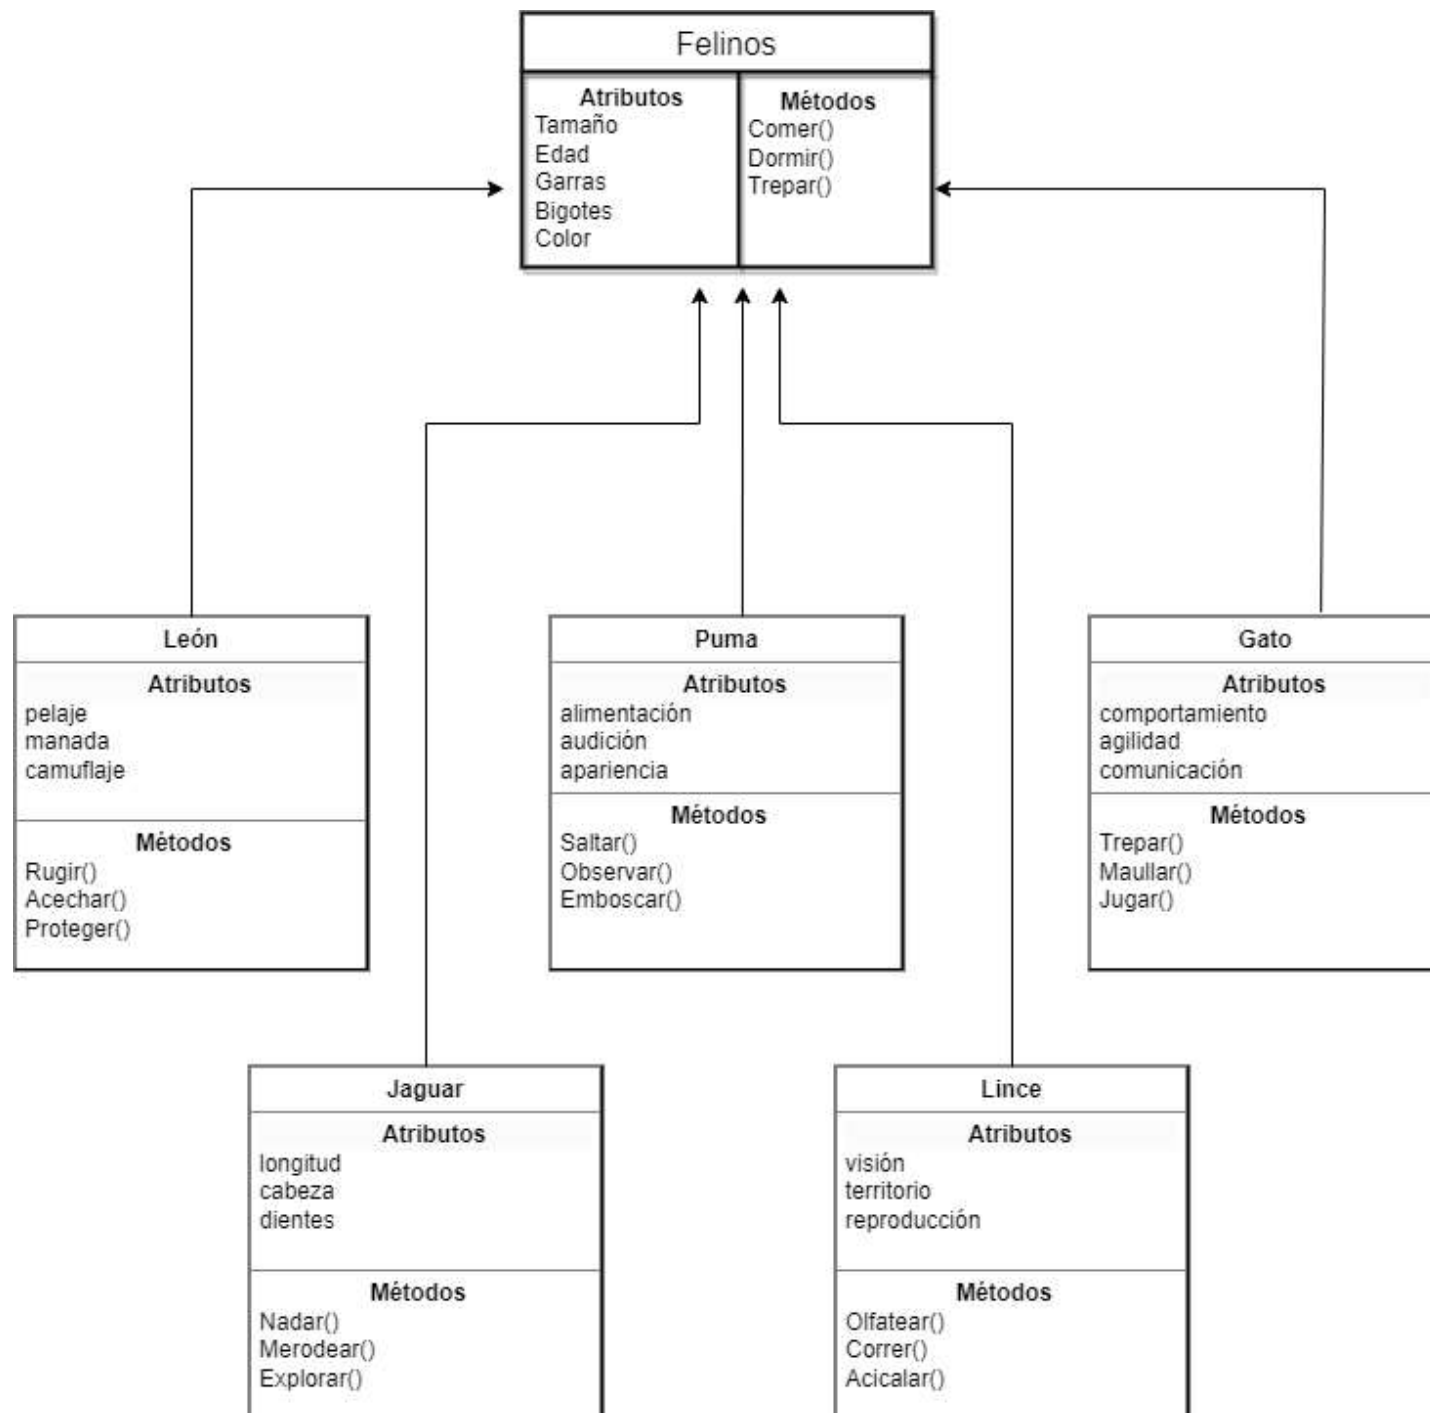 Felinos
Atributos
Tamaño
Edad
Garras
Bigotes
Color
Métodos
Comer()
Dormir()
Trepar()
León
Atributos
pelaje
manada
camuflaje
Métodos
Rugir()
Acechar()
Proteger()
Puma
Atributos
alimentación
audición
apariencia
Métodos
Saltar()
Observar()
Emboscar()
Gato
Atributos
comportamiento
agilidad
comunicación
Métodos
Trepar()
Maullar()
Jugar()
Jaguar
Atributos
longitud
cabeza
dientes
Métodos
Nadar()
Merodear()
Explorar()
Lince
Atributos
visión
territorio
reproducción
Métodos
Olfatear()
Correr()
Acicalar()